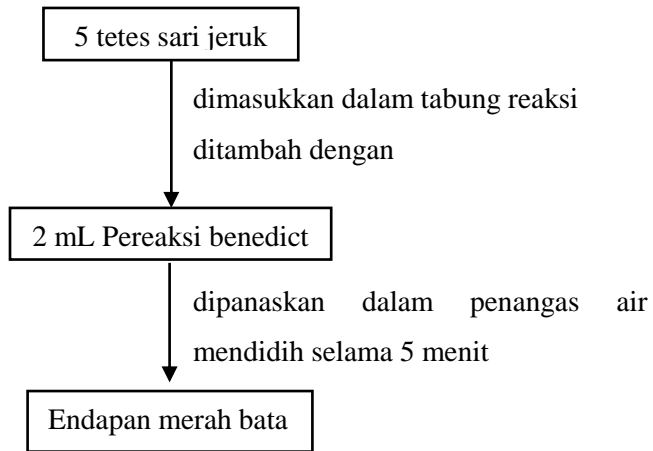 5 tetes sari jeruk
dimasukkan dalam tabung reaksi
ditambah dengan
2 mL Pereaksi benedict
dipanaskan dalam penangas air
mendidih selama 5 menit
Endapan merah bata